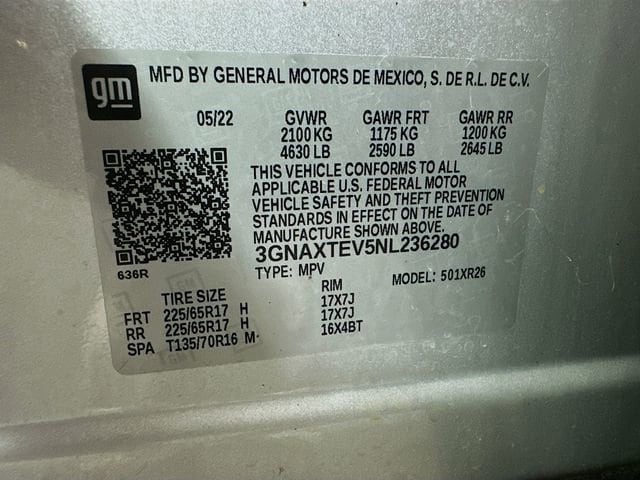 gm
MFD BY GENERAL MOTORS DE MEXICO, S. DE R.L. DE C.V.
05/22 GVWR GAWR FRT GAWR RR
2100 KG 1175 KG 1200 KG
4630 LB 2590 LB 2645 LB
THIS VEHICLE CONFORMS TO ALL
APPLICABLE U.S. FEDERAL MOTOR
VEHICLE SAFETY AND THEFT PREVENTION
STANDARDS IN EFFECT ON THE DATE OF
MANUFACTURE SHOWN ABOVE.
3GNAXTEV5NL236280
636R TYPE: MPV MODEL: 501XR26
TIRE SIZE RIM
FRT 225/65R17 H 17X7J
RR 225/65R17 H 17X7J
SPA T135/70R16 M 16X4BT